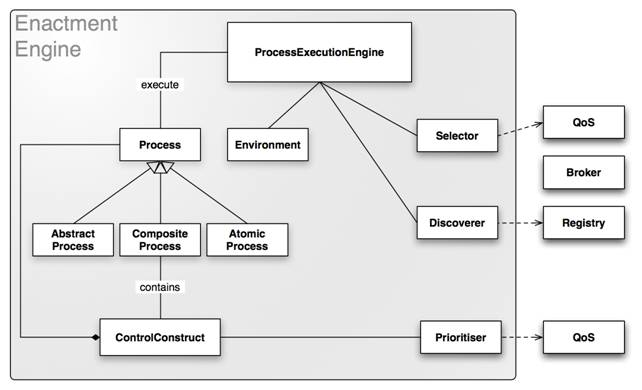 Enactment
Engine
ProcessExecutionEngine
execute
Process
Environment
Selector
QoS
Broker
Abstract
Process
Composite
Process
Atomic
Process
Discoverer
Registry
contains
ControlConstruct
Prioritiser
QoS